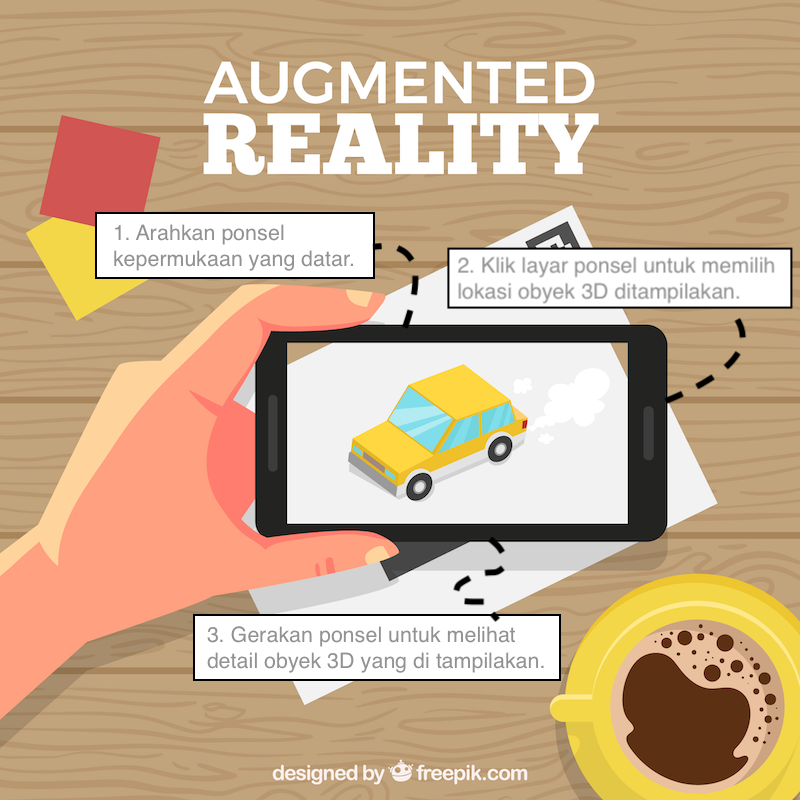 AUGMENTED
REALITY
1. Arahkan ponsel
kepermukaan yang datar.
2. Klik layar ponsel untuk memilih
lokasi obyek 3D ditampilakan.
3. Gerakan ponsel untuk melihat
detail obyek 3D yang di tampilakan.
designed by freepik.com